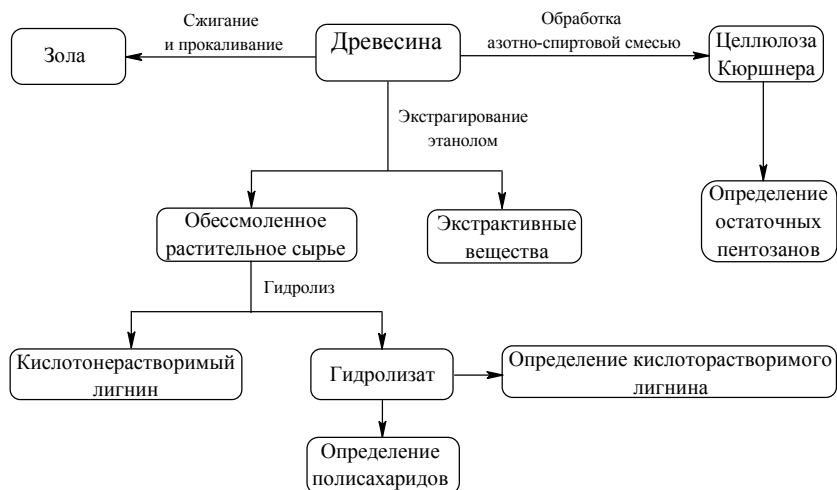 Сжигание
и прокаливание
Обработка
азотно-спиртовой смесью
Зола
Древесина
Целлюлоза
Кюршнера
Экстрагирование
этанолом
Обессмоленное
растительное сырье
Экстрактивные
вещества
Определение
остаточных
пентозанов
Гидролиз
Кислотонерастворимый
лигнин
Гидролизат
Определение кислоторастворимого
лигнина
Определение
полисахаридов